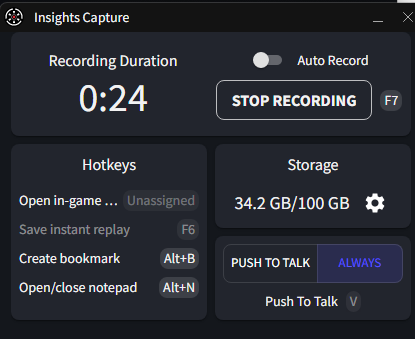 Insights Capture
Recording Duration
Auto Record
0:24
STOP RECORDING
F7
Hotkeys
Open in-game ...
Unassigned
Save instant replay
F6
Create bookmark
Alt+B
Open/close notepad
Alt+N
Storage
34.2 GB/100 GB
PUSH TO TALK
ALWAYS
Push To Talk
V